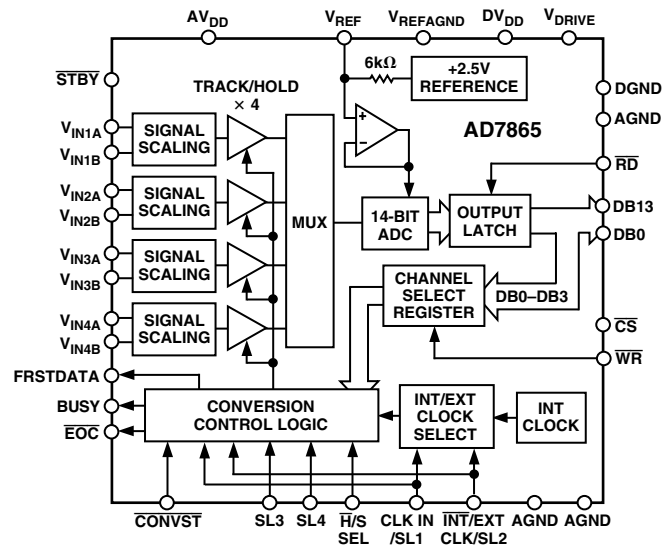 AVDD
VREF
VREFAGND
DVDD
VDRIVE
STBY
6kΩ
+2.5V
REFERENCE
TRACK/HOLD
× 4
DGND
AGND
AD7865
VIN1A
VIN1B
SIGNAL
SCALING
+
−
RD
VIN2A
VIN2B
SIGNAL
SCALING
MUX
14-BIT
ADC
OUTPUT
LATCH
DB13
DB0
VIN3A
VIN3B
SIGNAL
SCALING
CHANNEL
SELECT
REGISTER
DB0–DB3
VIN4A
VIN4B
SIGNAL
SCALING
CS
WR
FRSTDATA
BUSY
EOC
CONVERSION
CONTROL LOGIC
INT/EXT
CLOCK
SELECT
INT
CLOCK
CONVST
SL3
SL4
H/S
SEL
CLK IN
/SL1
INT/EXT
CLK/SL2
AGND
AGND